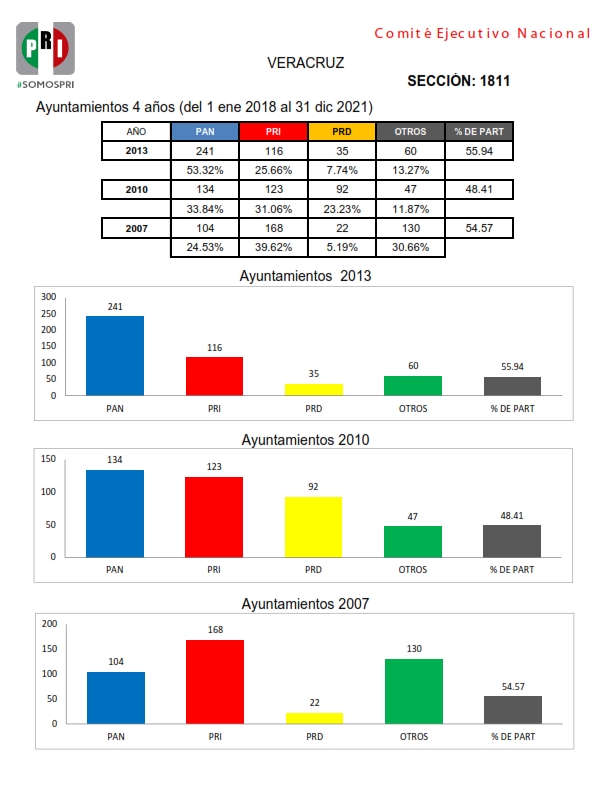 Comité Ejecutivo Nacional
PRI
#SOMOSPRI
VERACRUZ
SECCIÓN: 1811
Ayuntamientos 4 años (del 1 ene 2018 al 31 dic 2021)
AÑO PAN PRI PRD OTROS % DE PART
2013 241 116 35 60 55.94
53.32% 25.66% 7.74% 13.27%
2010 134 123 92 47 48.41
33.84% 31.06% 23.23% 11.87%
2007 104 168 22 130 54.57
24.53% 39.62% 5.19% 30.66%
Ayuntamientos 2013
300
250
200
150
100
50
0
241 116 35 60 55.94
PAN PRI PRD OTROS % DE PART
Ayuntamientos 2010
150
100
50
0
134 123 92 47 48.41
PAN PRI PRD OTROS % DE PART
Ayuntamientos 2007
200
150
100
50
0
104 168 22 130 54.57
PAN PRI PRD OTROS % DE PART